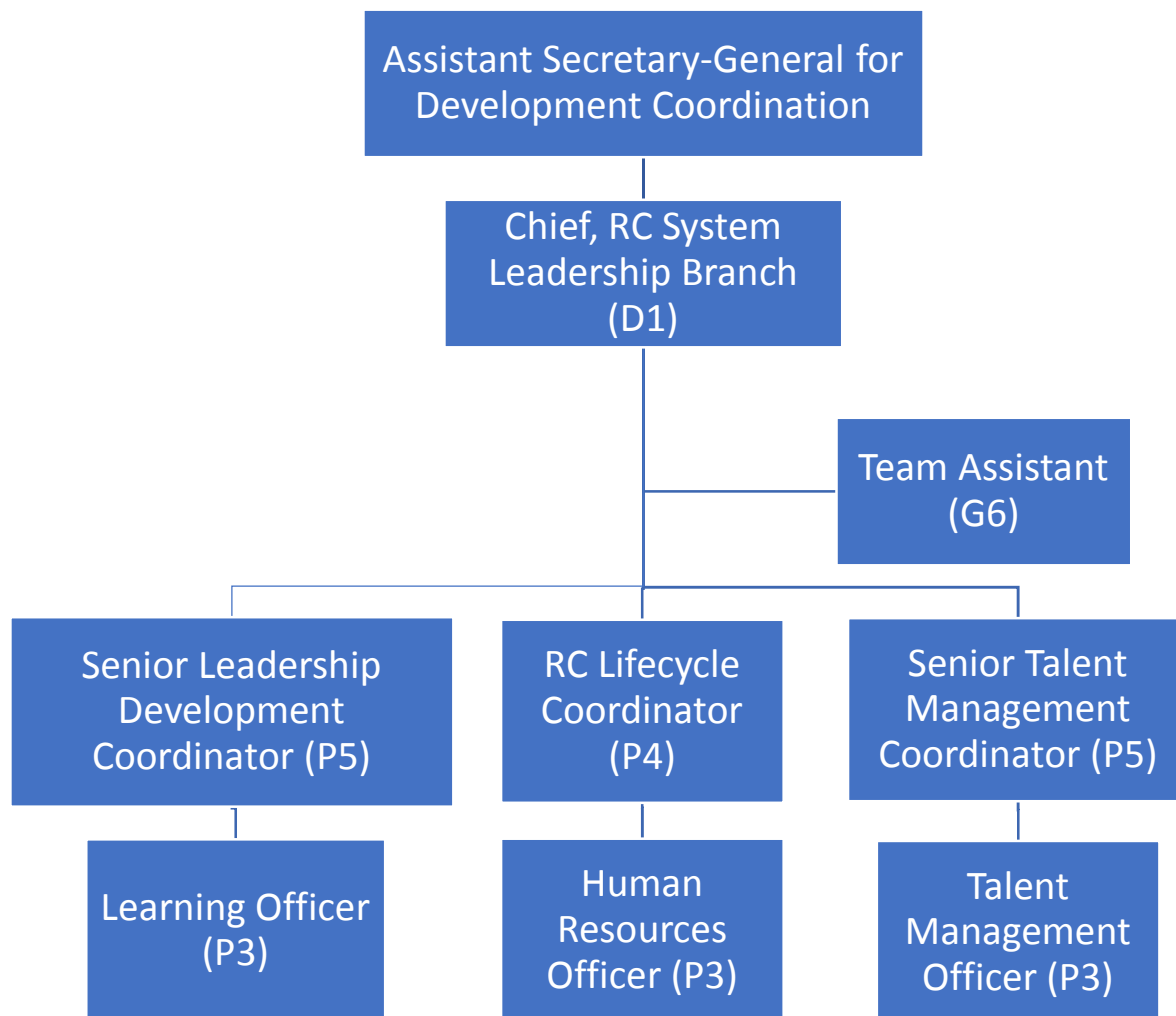 Assistant Secretary-General for
Development Coordination
Chief, RC System
Leadership Branch
(D1)
Team Assistant
(G6)
Senior Leadership
Development
Coordinator (P5)
RC Lifecycle
Coordinator
(P4)
Senior Talent
Management
Coordinator (P5)
Learning Officer
(P3)
Human
Resources
Officer (P3)
Talent
Management
Officer (P3)